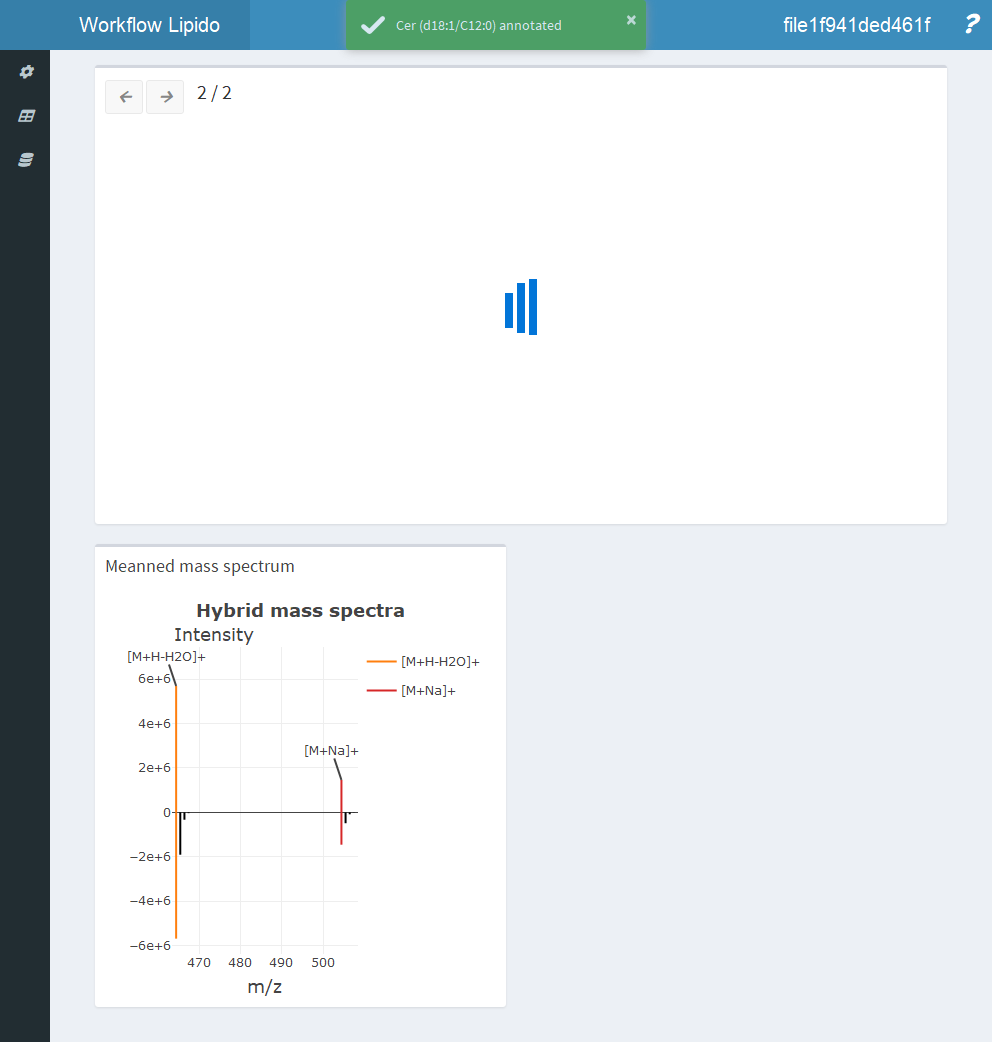 Workflow Lipido
Cer (d18:1/C12:0) annotated
×
file1f941ded461f
?
2 / 2
Meanned mass spectrum
Hybrid mass spectra
Intensity
[M+H-H2O]+
[M+H-H2O]+
6e+6
[M+Na]+
4e+6
[M+Na]+
2e+6
0
−2e+6
−4e+6
−6e+6
470 480 490 500
m/z